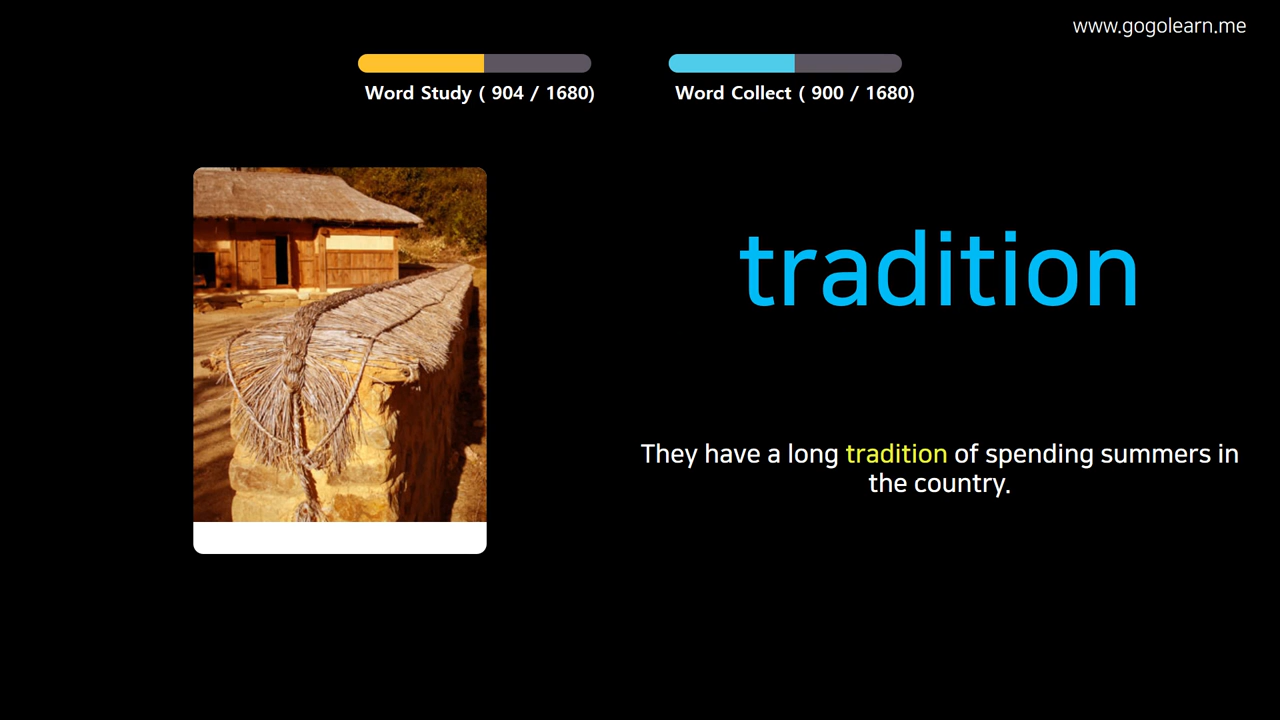 www.gogolearn.me
Word Study ( 904 / 1680)
Word Collect ( 900 / 1680)
tradition
They have a long tradition of spending summers in
the country.